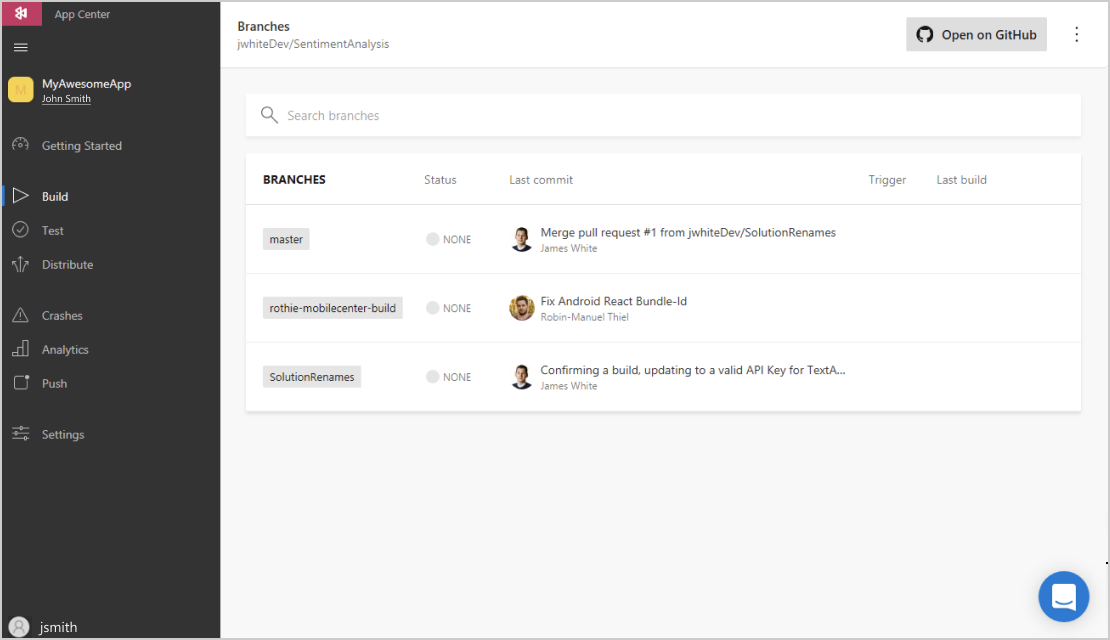 App Center
M
MyAwesomeApp
John Smith
Getting Started
Build
Test
Distribute
Crashes
Analytics
Push
Settings
jsmith
Branches
jwhiteDev/SentimentAnalysis
Open on GitHub
Search branches
BRANCHES Status Last commit Trigger Last build
master NONE Merge pull request #1 from jwhiteDev/SolutionRenames
James White
rothie-mobilecenter-build NONE Fix Android React Bundle-Id
Robin-Manuel Thiel
SolutionRenames NONE Confirming a build, updating to a valid API Key for TextA...
James White